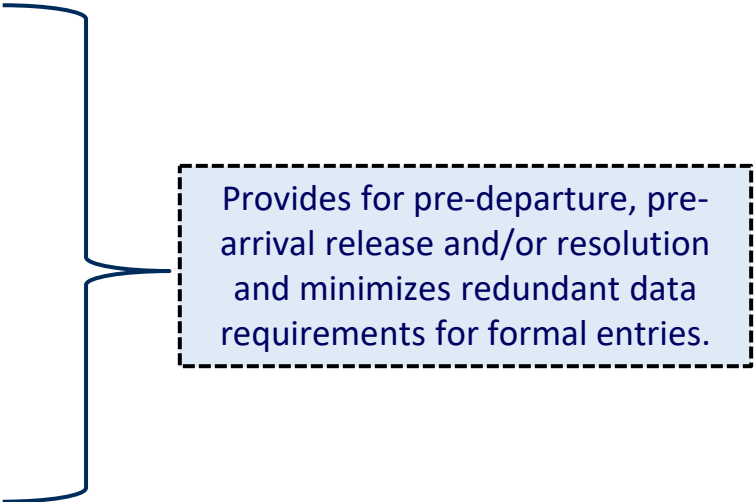 Provides for pre-departure, pre-
arrival release and/or resolution
and minimizes redundant data
requirements for formal entries.